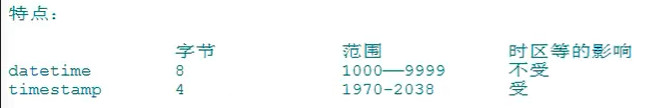 特点：
字节 范围 时区等的影响
datetime 8 1000——9999 不受
timestamp 4 1970-2038 受